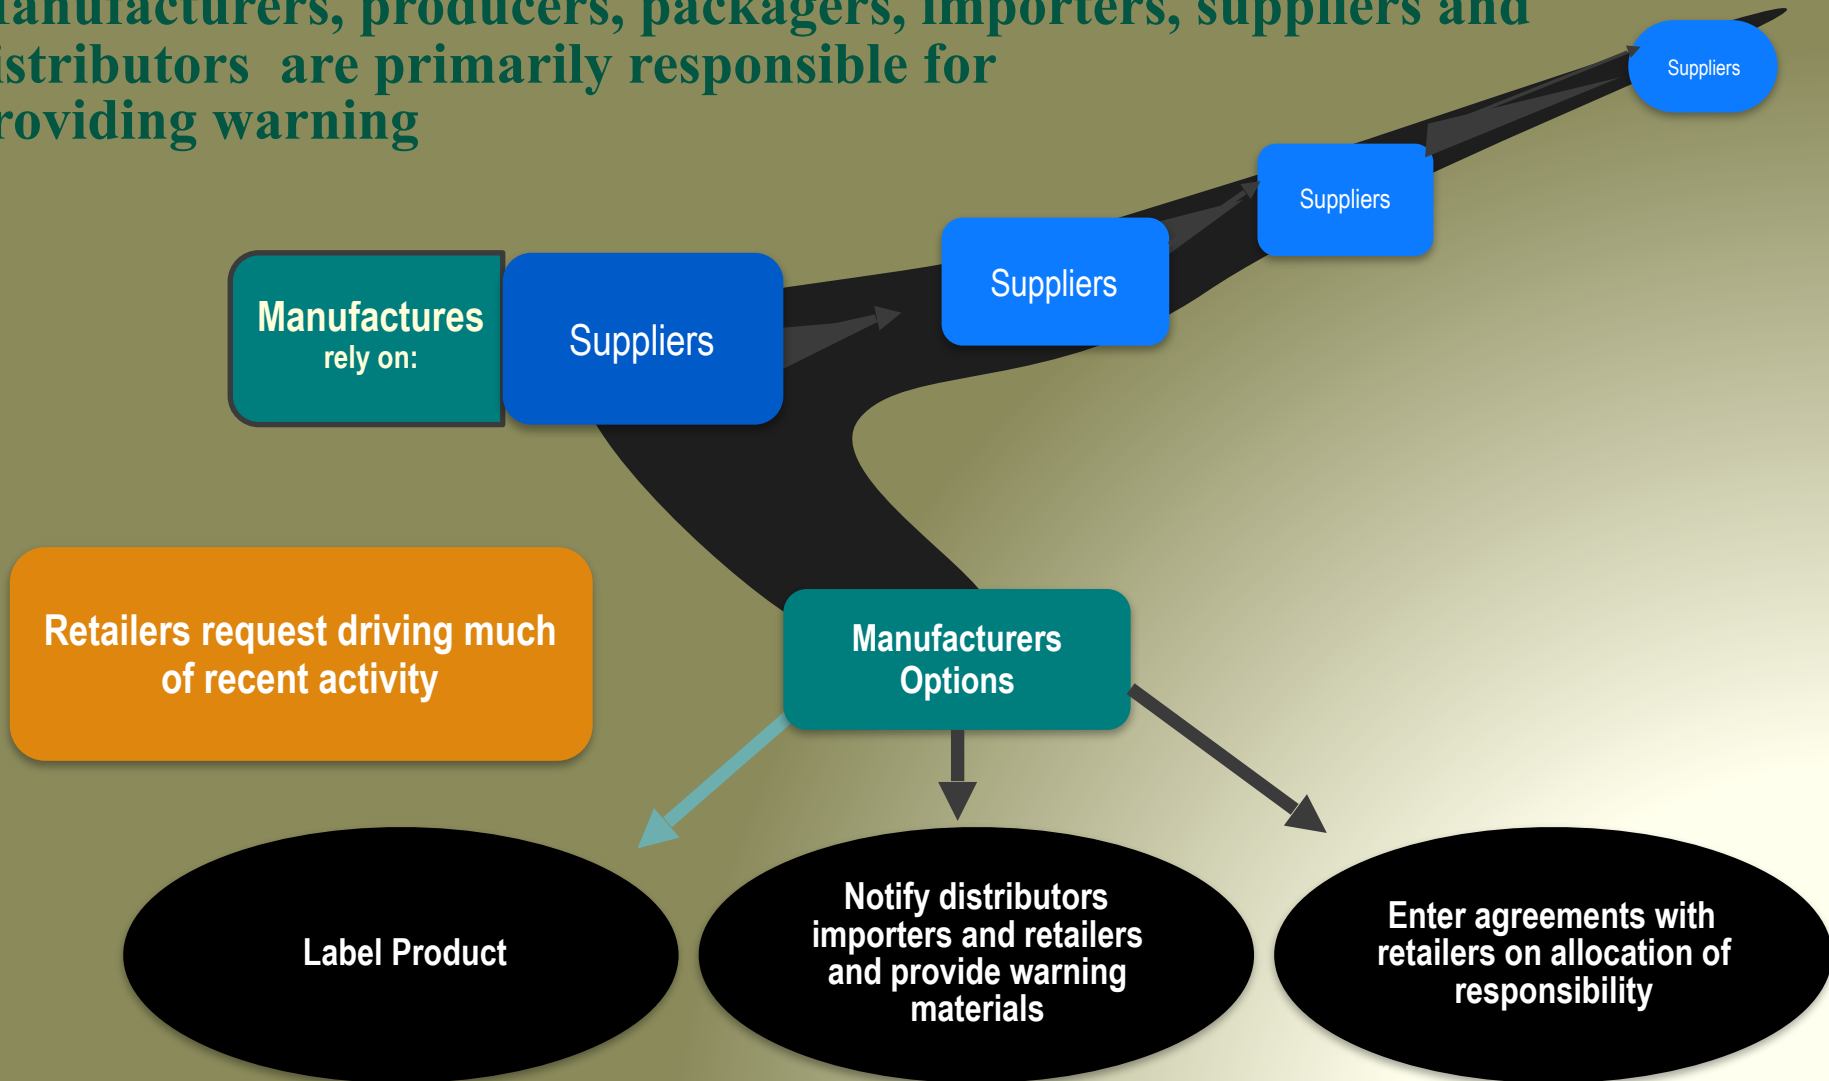 anufacturers, producers, packagers, importers, suppliers and
istributors are primarily responsible for
roviding warning
Suppliers
Suppliers
Suppliers
Manufactures
rely on:
Suppliers
Retailers request driving much
of recent activity
Manufacturers
Options
Label Product
Notify distributors
importers and retailers
and provide warning
materials
Enter agreements with
retailers on allocation of
responsibility